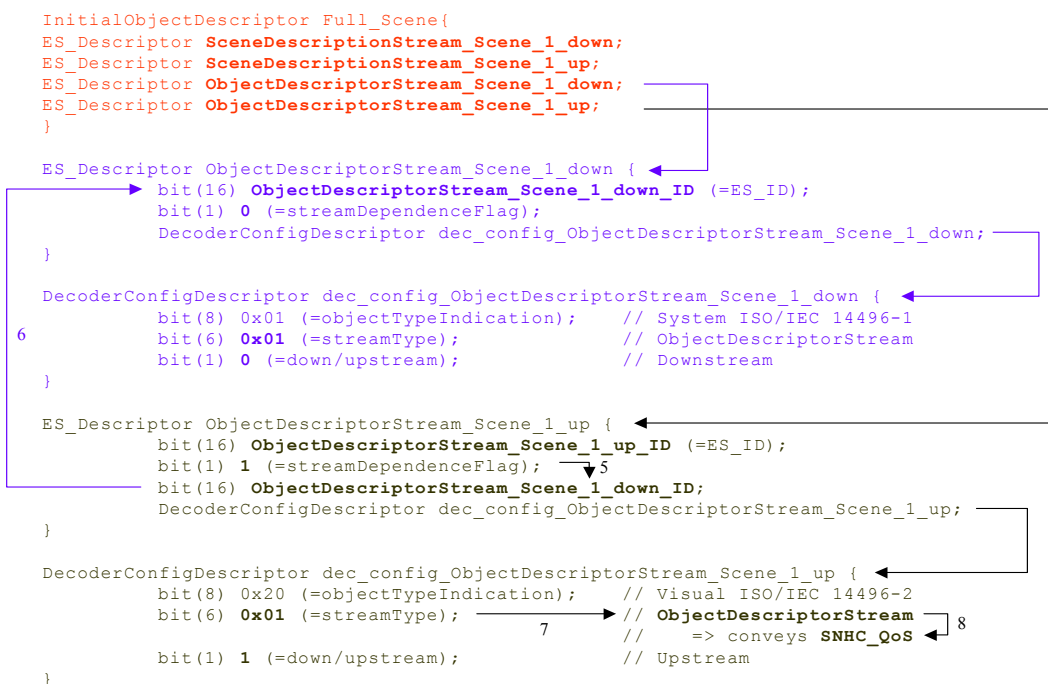 InitialObjectDescriptor Full_Scene{
ES_Descriptor SceneDescriptionStream_Scene_1_down;
ES_Descriptor SceneDescriptionStream_Scene_1_up;
ES_Descriptor ObjectDescriptorStream_Scene_1_down;
ES_Descriptor ObjectDescriptorStream_Scene_1_up;
}
ES_Descriptor ObjectDescriptorStream_Scene_1_down {
bit(16) ObjectDescriptorStream_Scene_1_down_ID (=ES_ID);
bit(1) 0 (=streamDependenceFlag);
DecoderConfigDescriptor dec_config_ObjectDescriptorStream_Scene_1_down;
}
DecoderConfigDescriptor dec_config_ObjectDescriptorStream_Scene_1_down {
bit(8) 0x01 (=objectTypeIndication); // System ISO/IEC 14496-1
6 bit(6) 0x01 (=streamType); // ObjectDescriptorStream
bit(1) 0 (=down/upstream); // Downstream
}
ES_Descriptor ObjectDescriptorStream_Scene_1_up {
bit(16) ObjectDescriptorStream_Scene_1_up_ID (=ES_ID);
bit(1) 1 (=streamDependenceFlag); 5
bit(16) ObjectDescriptorStream_Scene_1_down_ID;
DecoderConfigDescriptor dec_config_ObjectDescriptorStream_Scene_1_up;
}
DecoderConfigDescriptor dec_config_ObjectDescriptorStream_Scene_1_up {
bit(8) 0x20 (=objectTypeIndication); // Visual ISO/IEC 14496-2
bit(6) 0x01 (=streamType); 7 // ObjectDescriptorStream 8
// => conveys SNHC_QoS
bit(1) 1 (=down/upstream); // Upstream
}